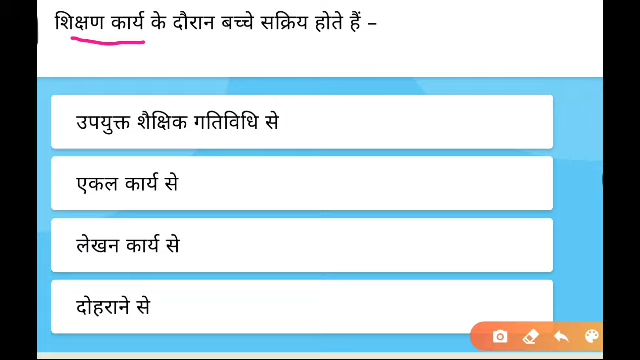 शिक्षण कार्य के दौरान बच्चे सक्रिय होते हैं –
उपयुक्त शैक्षिक गतिविधि से
एकल कार्य से
लेखन कार्य से
दोहराने से